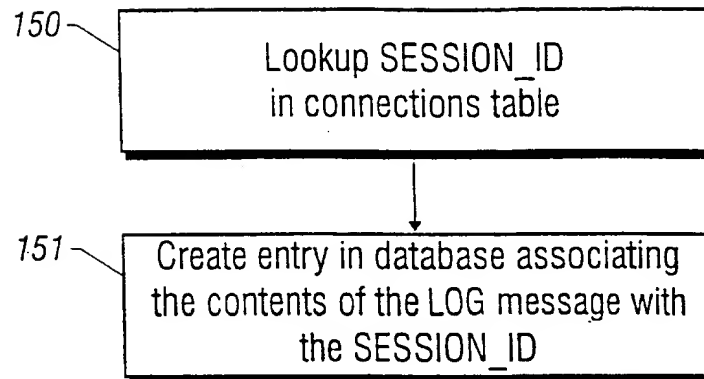 150
Lookup SESSION_ID
in connections table
151
Create entry in database associating
the contents of the LOG message with
the SESSION_ID